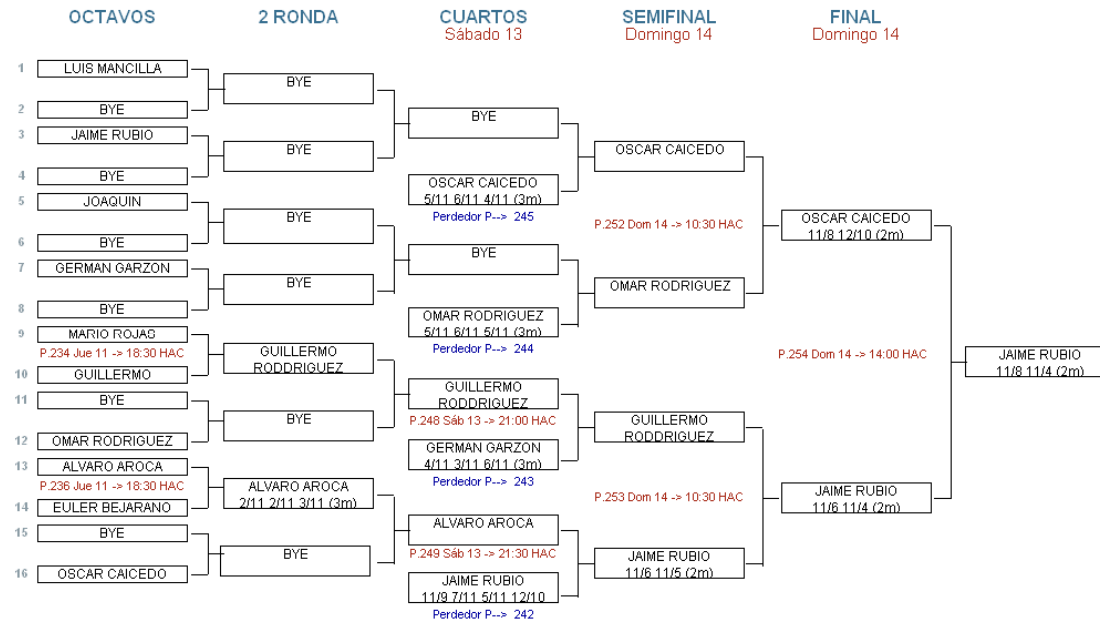 OCTAVOS
2 RONDA
CUARTOS
Sábado 13
SEMIFINAL
Domingo 14
FINAL
Domingo 14
1 LUIS MANCILLA
2 BYE
3 JAIME RUBIO
4 BYE
5 JOAQUIN
6 BYE
7 GERMAN GARZON
8 BYE
9 MARIO ROJAS
P.234 Jue 11 -> 18:30 HAC
10 GUILLERMO
11 BYE
12 OMAR RODRIGUEZ
13 ALVARO AROCA
P.236 Jue 11 -> 18:30 HAC
14 EULER BEJARANO
15 BYE
16 OSCAR CAICEDO
BYE
BYE
BYE
BYE
GUILLERMO
RODDRIGUEZ
BYE
ALVARO AROCA
2/11 2/11 3/11 (3m)
BYE
BYE
OSCAR CAICEDO
5/11 6/11 4/11 (3m)
Perdedor P--> 245
BYE
OMAR RODRIGUEZ
5/11 6/11 5/11 (3m)
Perdedor P--> 244
GUILLERMO
RODDRIGUEZ
P.248 Sáb 13 -> 21:00 HAC
GERMAN GARZON
4/11 3/11 6/11 (3m)
Perdedor P--> 243
ALVARO AROCA
P.249 Sáb 13 -> 21:30 HAC
JAIME RUBIO
11/9 7/11 5/11 12/10
Perdedor P--> 242
OSCAR CAICEDO
P.252 Dom 14 -> 10:30 HAC
OMAR RODRIGUEZ
GUILLERMO
RODDRIGUEZ
P.253 Dom 14 -> 10:30 HAC
JAIME RUBIO
11/6 11/5 (2m)
OSCAR CAICEDO
11/8 12/10 (2m)
P.254 Dom 14 -> 14:00 HAC
JAIME RUBIO
11/6 11/4 (2m)
JAIME RUBIO
11/8 11/4 (2m)